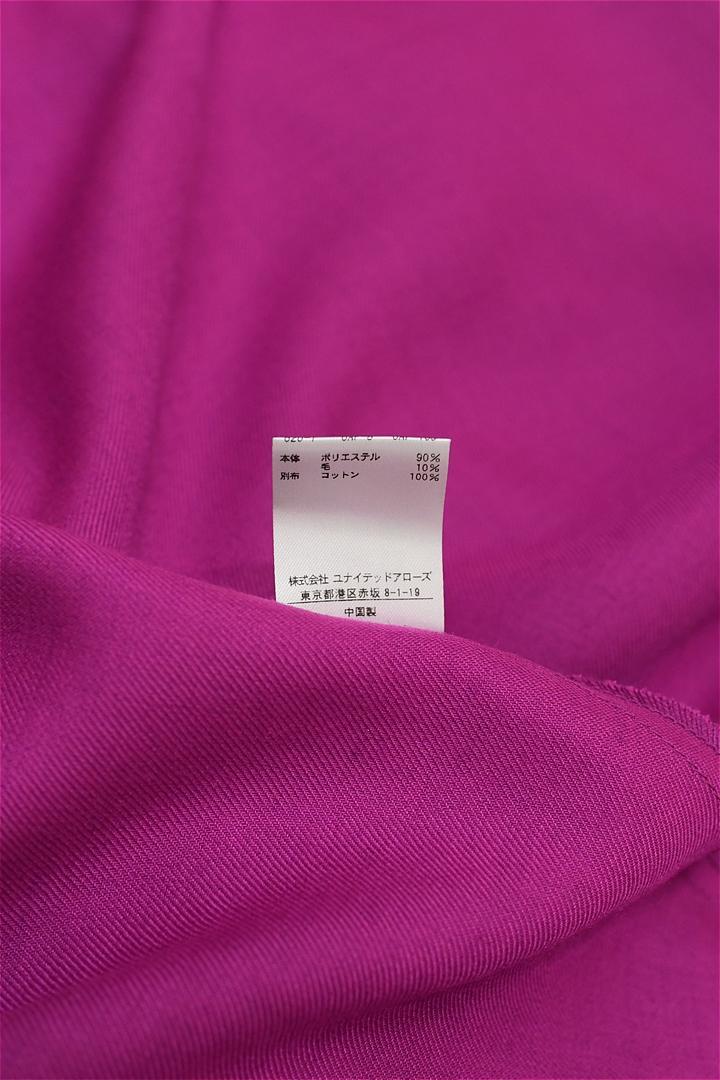 本体 ポリエステル 90%
毛 10%
別布 コットン 100%
株式会社 ユナイテッドアローズ
東京都港区赤坂 8-1-19
中国製